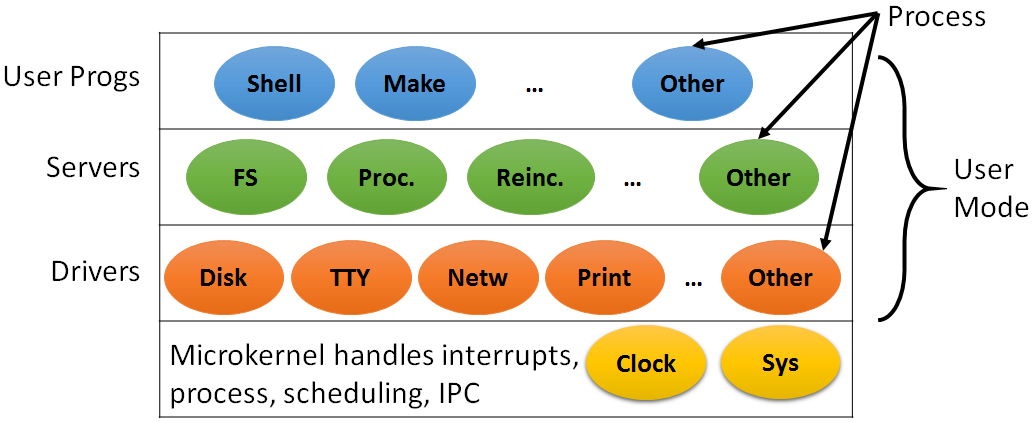 Process
User Progs
Shell Make ... Other
Servers
FS Proc. Reinc. ... Other
User
Mode
Drivers
Disk TTY Netw Print ... Other
Microkernel handles interrupts,
process, scheduling, IPC
Clock Sys